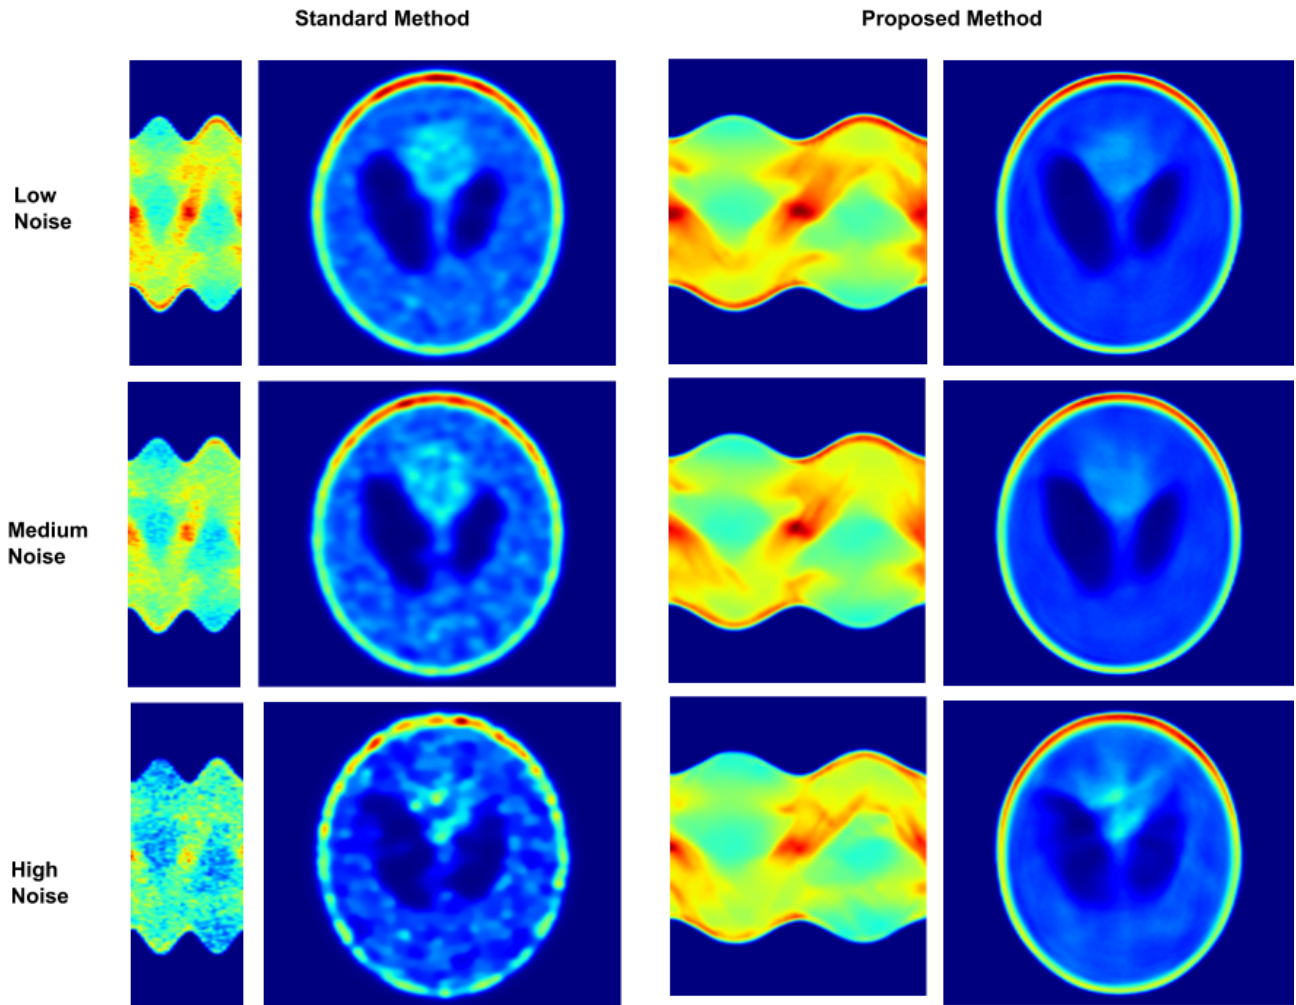 Standard Method
Proposed Method
Low
Noise
Medium
Noise
High
Noise